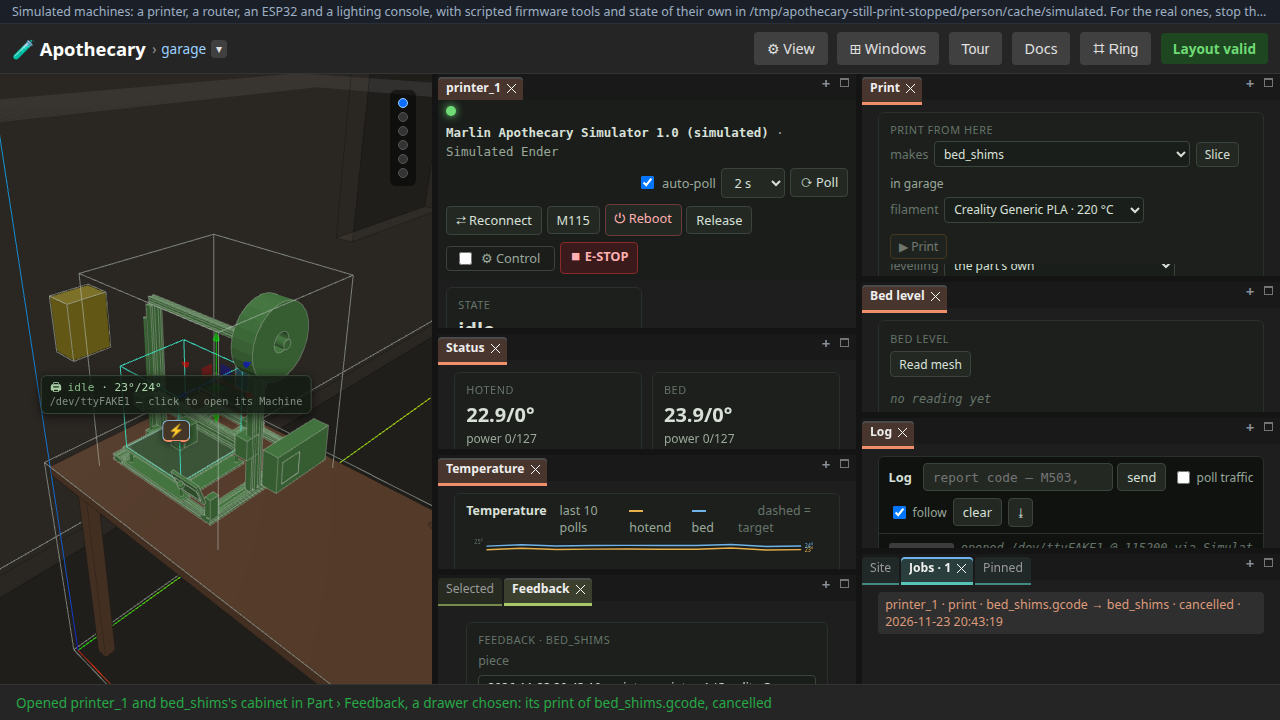 Simulated machines: a printer, a router, an ESP32 and a lighting console, with scripted firmware tools and state of their own in /tmp/apothecary-still-print-stopped/person/cache/simulated. For the real ones, stop th…
Apothecary › garage ▾
⚙ View
⊞ Windows
Tour
Docs
⌗ Ring
Layout valid
🖨 idle · 23°/24°
/dev/ttyFAKE1 — click to open its Machine
printer_1
Marlin Apothecary Simulator 1.0 (simulated) ·
Simulated Ender
auto-poll 2 s ⟳ Poll
⇄ Reconnect M115 ⏻ Reboot Release
⚙ Control ■ E-STOP
STATE
idle
Status
HOTEND
22.9/0°
power 0/127
BED
23.9/0°
power 0/127
Temperature
Temperature last 10 polls hotend bed dashed = target
Selected Feedback
FEEDBACK · BED_SHIMS
piece
Print
PRINT FROM HERE
makes bed_shims Slice
in garage
filament Creality Generic PLA · 220 °C
▶ Print
levelling the part's own
Bed level
BED LEVEL
Read mesh
no reading yet
Log
Log report code — M503, send poll traffic
follow clear ⤓
opened /dev/ttyFAKE1 @ 115200 via Simulat
Site Jobs · 1 Pinned
printer_1 · print · bed_shims.gcode → bed_shims · cancelled ·
2026-11-23 20:43:19
Opened printer_1 and bed_shims's cabinet in Part › Feedback, a drawer chosen: its print of bed_shims.gcode, cancelled